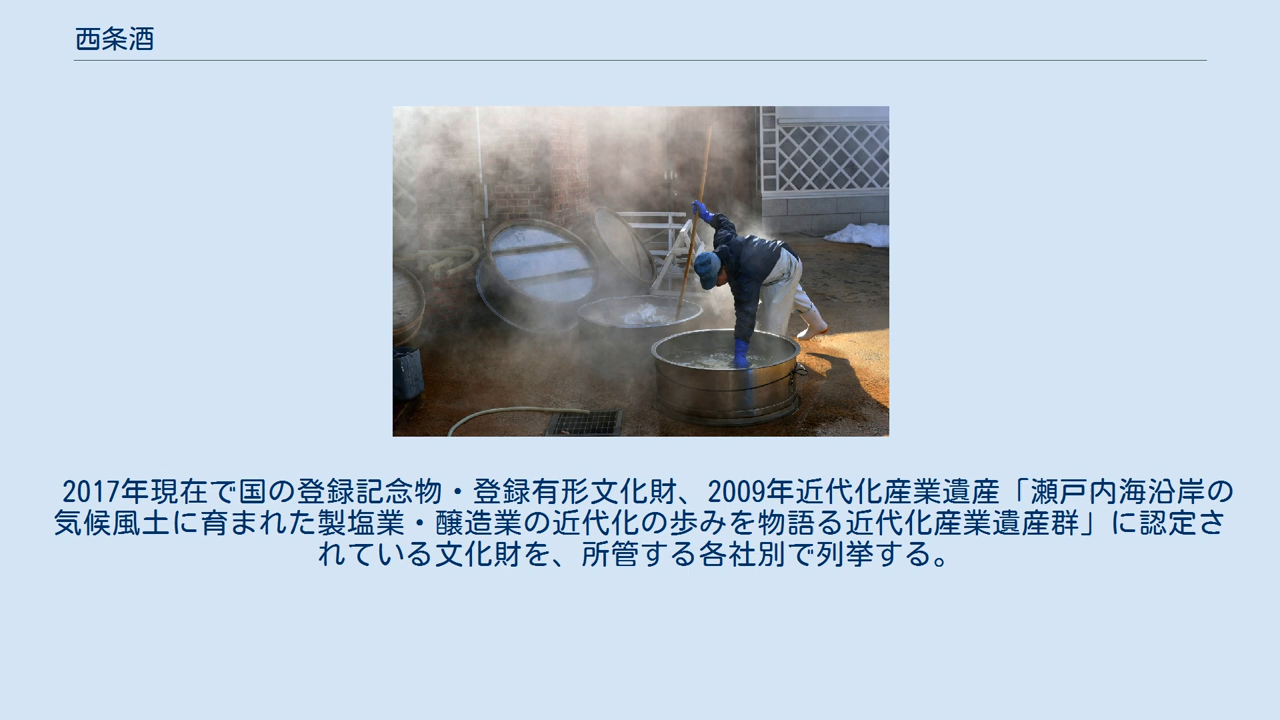 西条酒
2017年現在で国の登録記念物・登録有形文化財、2009年近代化産業遺産「瀬戸内海沿岸の
気候風土に育まれた製塩業・醸造業の近代化の歩みを物語る近代化産業遺産群」に認定さ
れている文化財を、所管する各社別で列挙する。